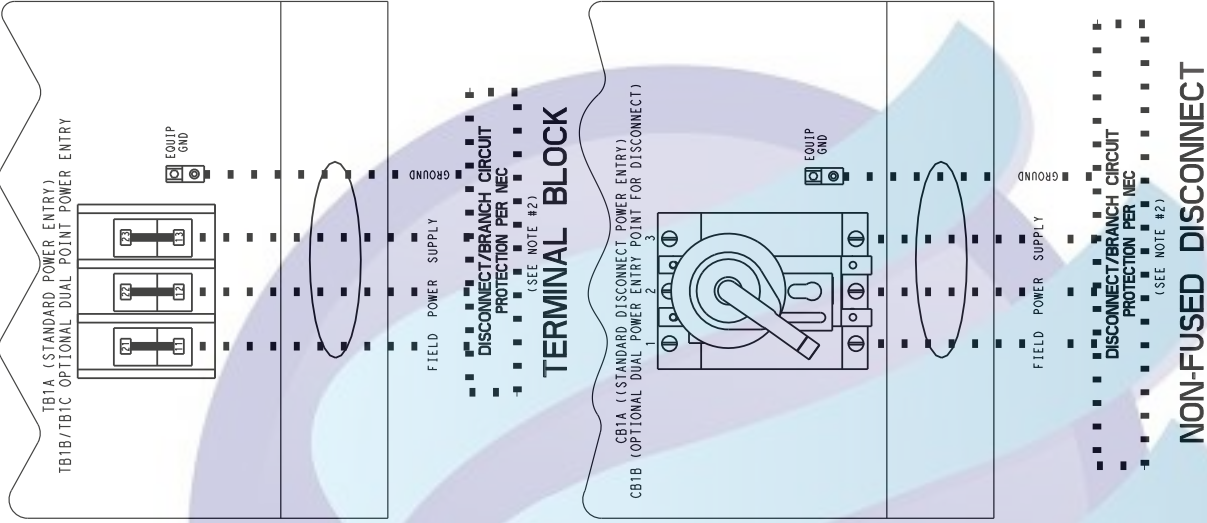 TB1A (STANDARD POWER ENTRY)
TB1B/TB1C OPTIONAL DUAL POINT POWER ENTRY
EQUIP
GND
23
13
22
12
21
11
GROUND
FIELD POWER SUPPLY
DISCONNECT/BRANCH CIRCUIT
PROTECTION PER NEC
(SEE NOTE #2)
TERMINAL BLOCK
CB1A ((STANDARD DISCONNECT POWER ENTRY)
CB1B (OPTIONAL DUAL POWER ENTRY POINT FOR DISCONNECT)
EQUIP
GND
3
2
1
GROUND
FIELD POWER SUPPLY
DISCONNECT/BRANCH CIRCUIT
PROTECTION PER NEC
(SEE NOTE #2)
NON-FUSED DISCONNECT